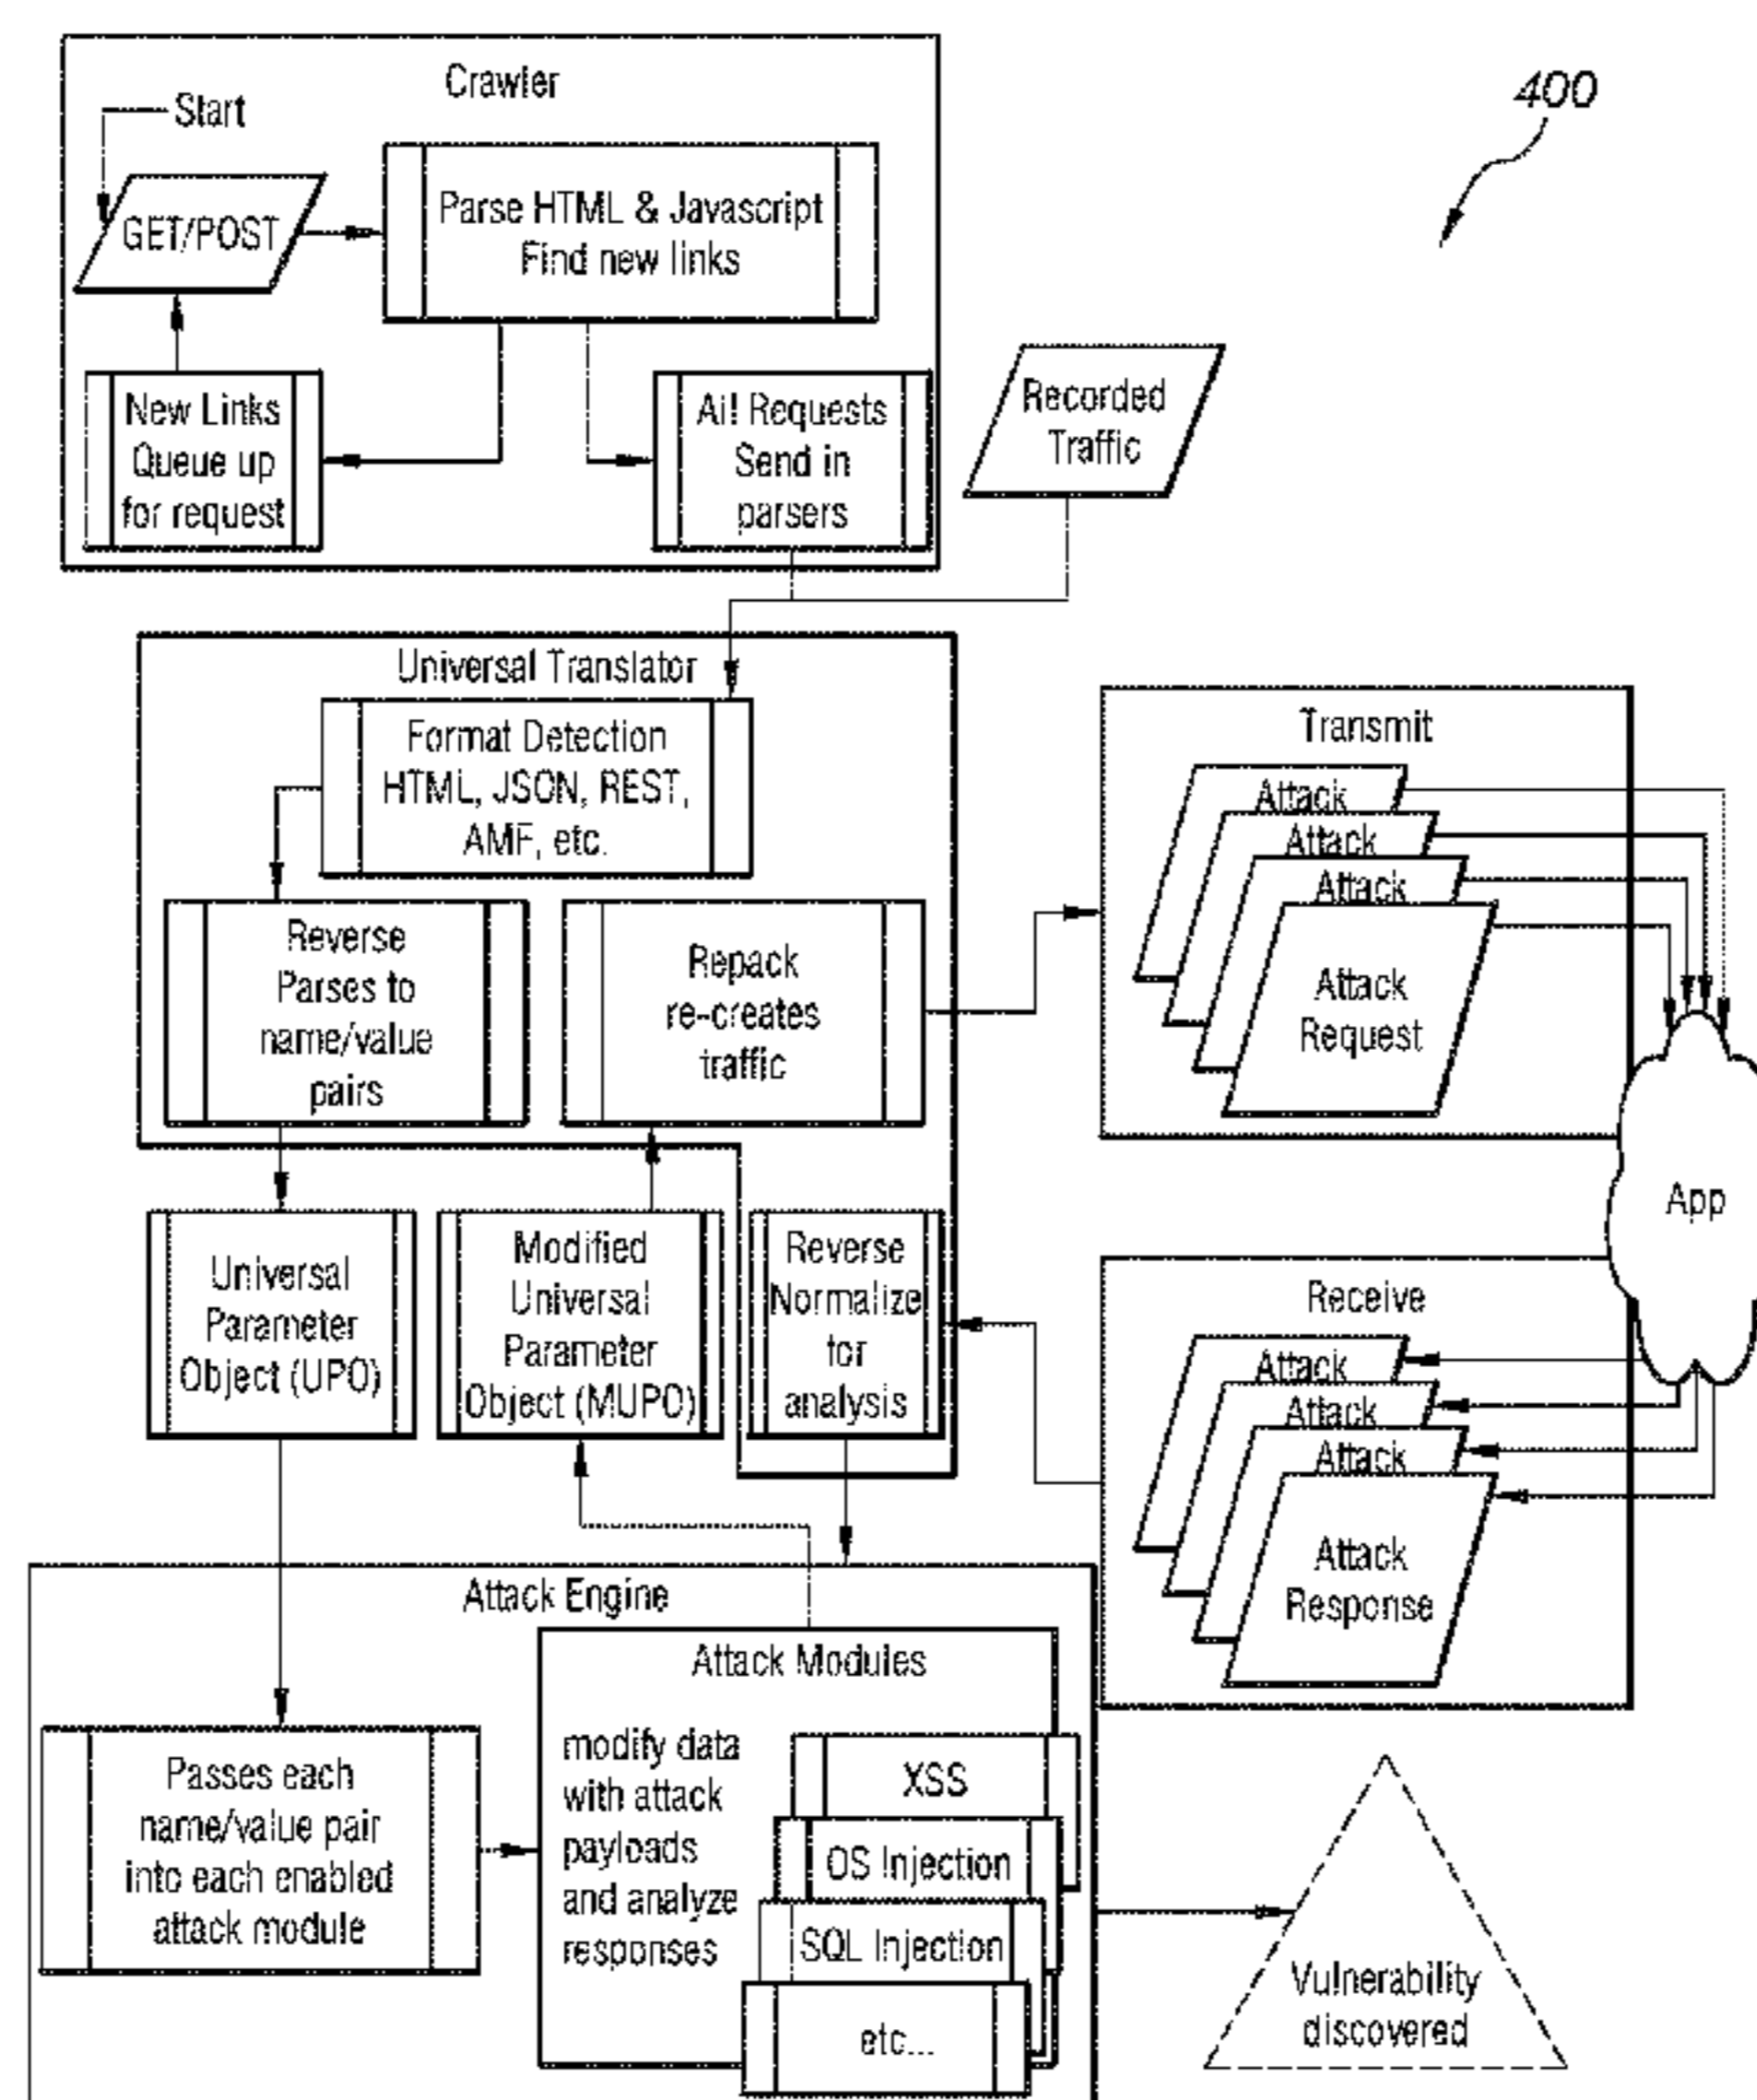 Crawler
400
Start
GET/POST
Parse HTML & Javascript
Find new links
New Links
Queue up
for request
All Requests
Send in
parsers
Recorded
Traffic
Universal Translator
Format Detection
HTML, JSON, REST,
AMF, etc.
Reverse
Parses to
name/value
pairs
Repack
re-creates
traffic
Transmit
Attack
Attack
Attack
Attack
Request
App
Universal
Parameter
Object (UPO)
Modified
Universal
Parameter
Object (MUPO)
Reverse
Normalize
for
analysis
Receive
Attack
Attack
Attack
Attack
Response
Attack Engine
Passes each
name/value pair
into each enabled
attack module
Attack Modules
modify data
with attack
payloads
and analyze
responses
XSS
OS Injection
SQL Injection
etc...
Vulnerability
discovered